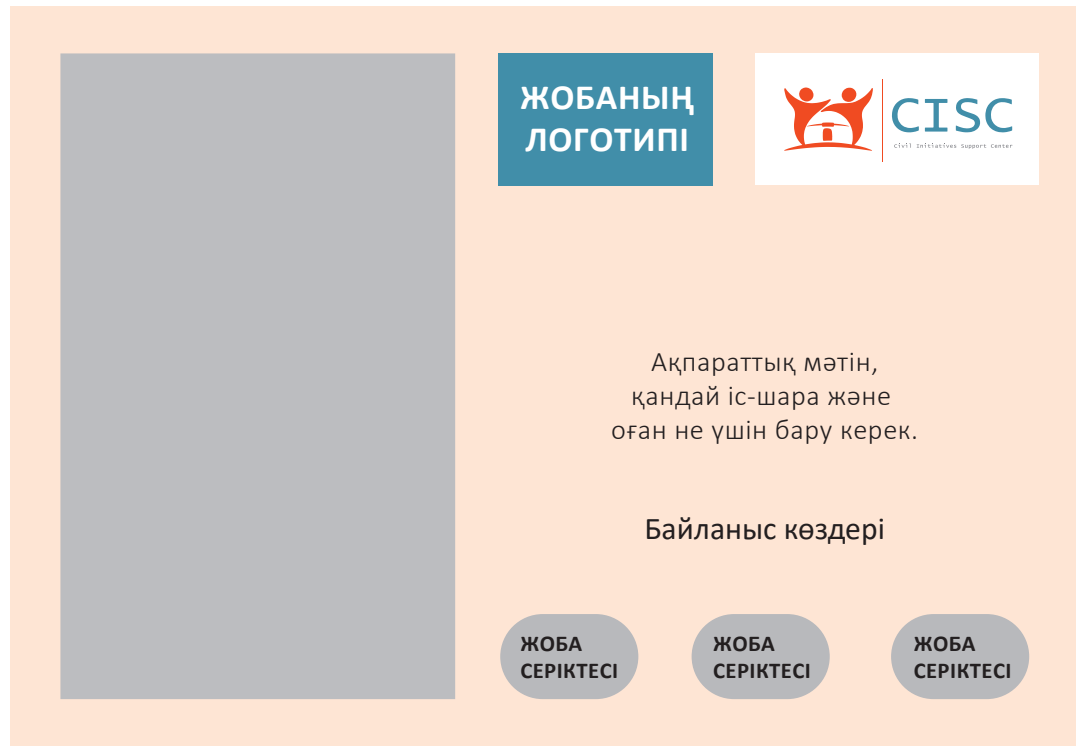 ЖОБАНЫҢ
ЛОГОТИПІ
CISC
Civil Initiatives Support Center
Ақпараттық мәтін,
қандай іс-шара және
оған не үшін бару керек.
Байланыс көздері
ЖОБА
СЕРІКТЕСІ
ЖОБА
СЕРІКТЕСІ
ЖОБА
СЕРІКТЕСІ